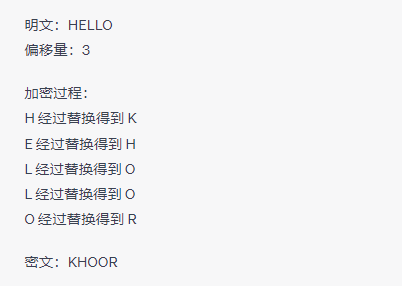 明文：HELLO
偏移量：3
加密过程：
H 经过替换得到 K
E 经过替换得到 H
L 经过替换得到 O
L 经过替换得到 O
O 经过替换得到 R
密文：KHOOR